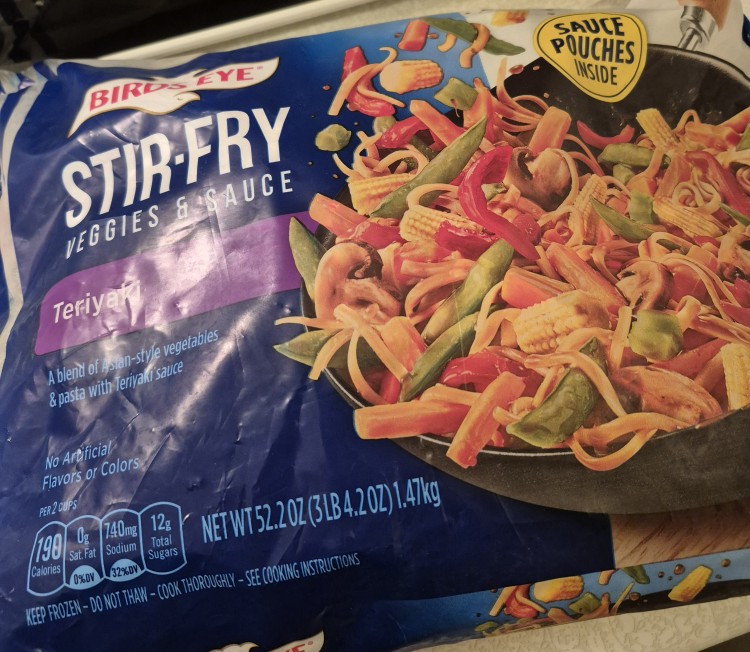 BIRDS EYE®
STIR-FRY
VEGGIES & SAUCE
Teriyaki
A blend of Asian-style vegetables
& pasta with Teriyaki sauce
No Artificial
Flavors or Colors
PER 2 CUPS
190
Calories
0g
Sat. Fat
0%DV
740mg
Sodium
32%DV
12g
Total
Sugars
NET WT 52.2 OZ (3 LB 4.2 OZ) 1.47kg
KEEP FROZEN – DO NOT THAW – COOK THOROUGHLY – SEE COOKING INSTRUCTIONS
SAUCE
POUCHES
INSIDE